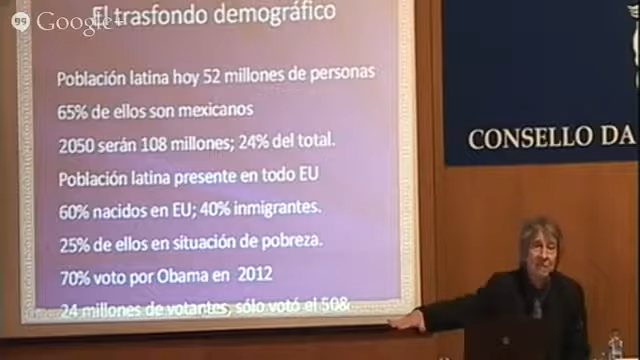 Google+
El trasfondo demográfico
Población latina hoy 52 millones de personas
65% de ellos son mexicanos
2050 serán 108 millones; 24% del total.
Población latina presente en todo EU
60% nacidos en EU; 40% inmigrantes.
25% de ellos en situación de pobreza.
70% voto por Obama en 2012
24 millones de votantes, sólo votó el 50&
CONSELLO DA